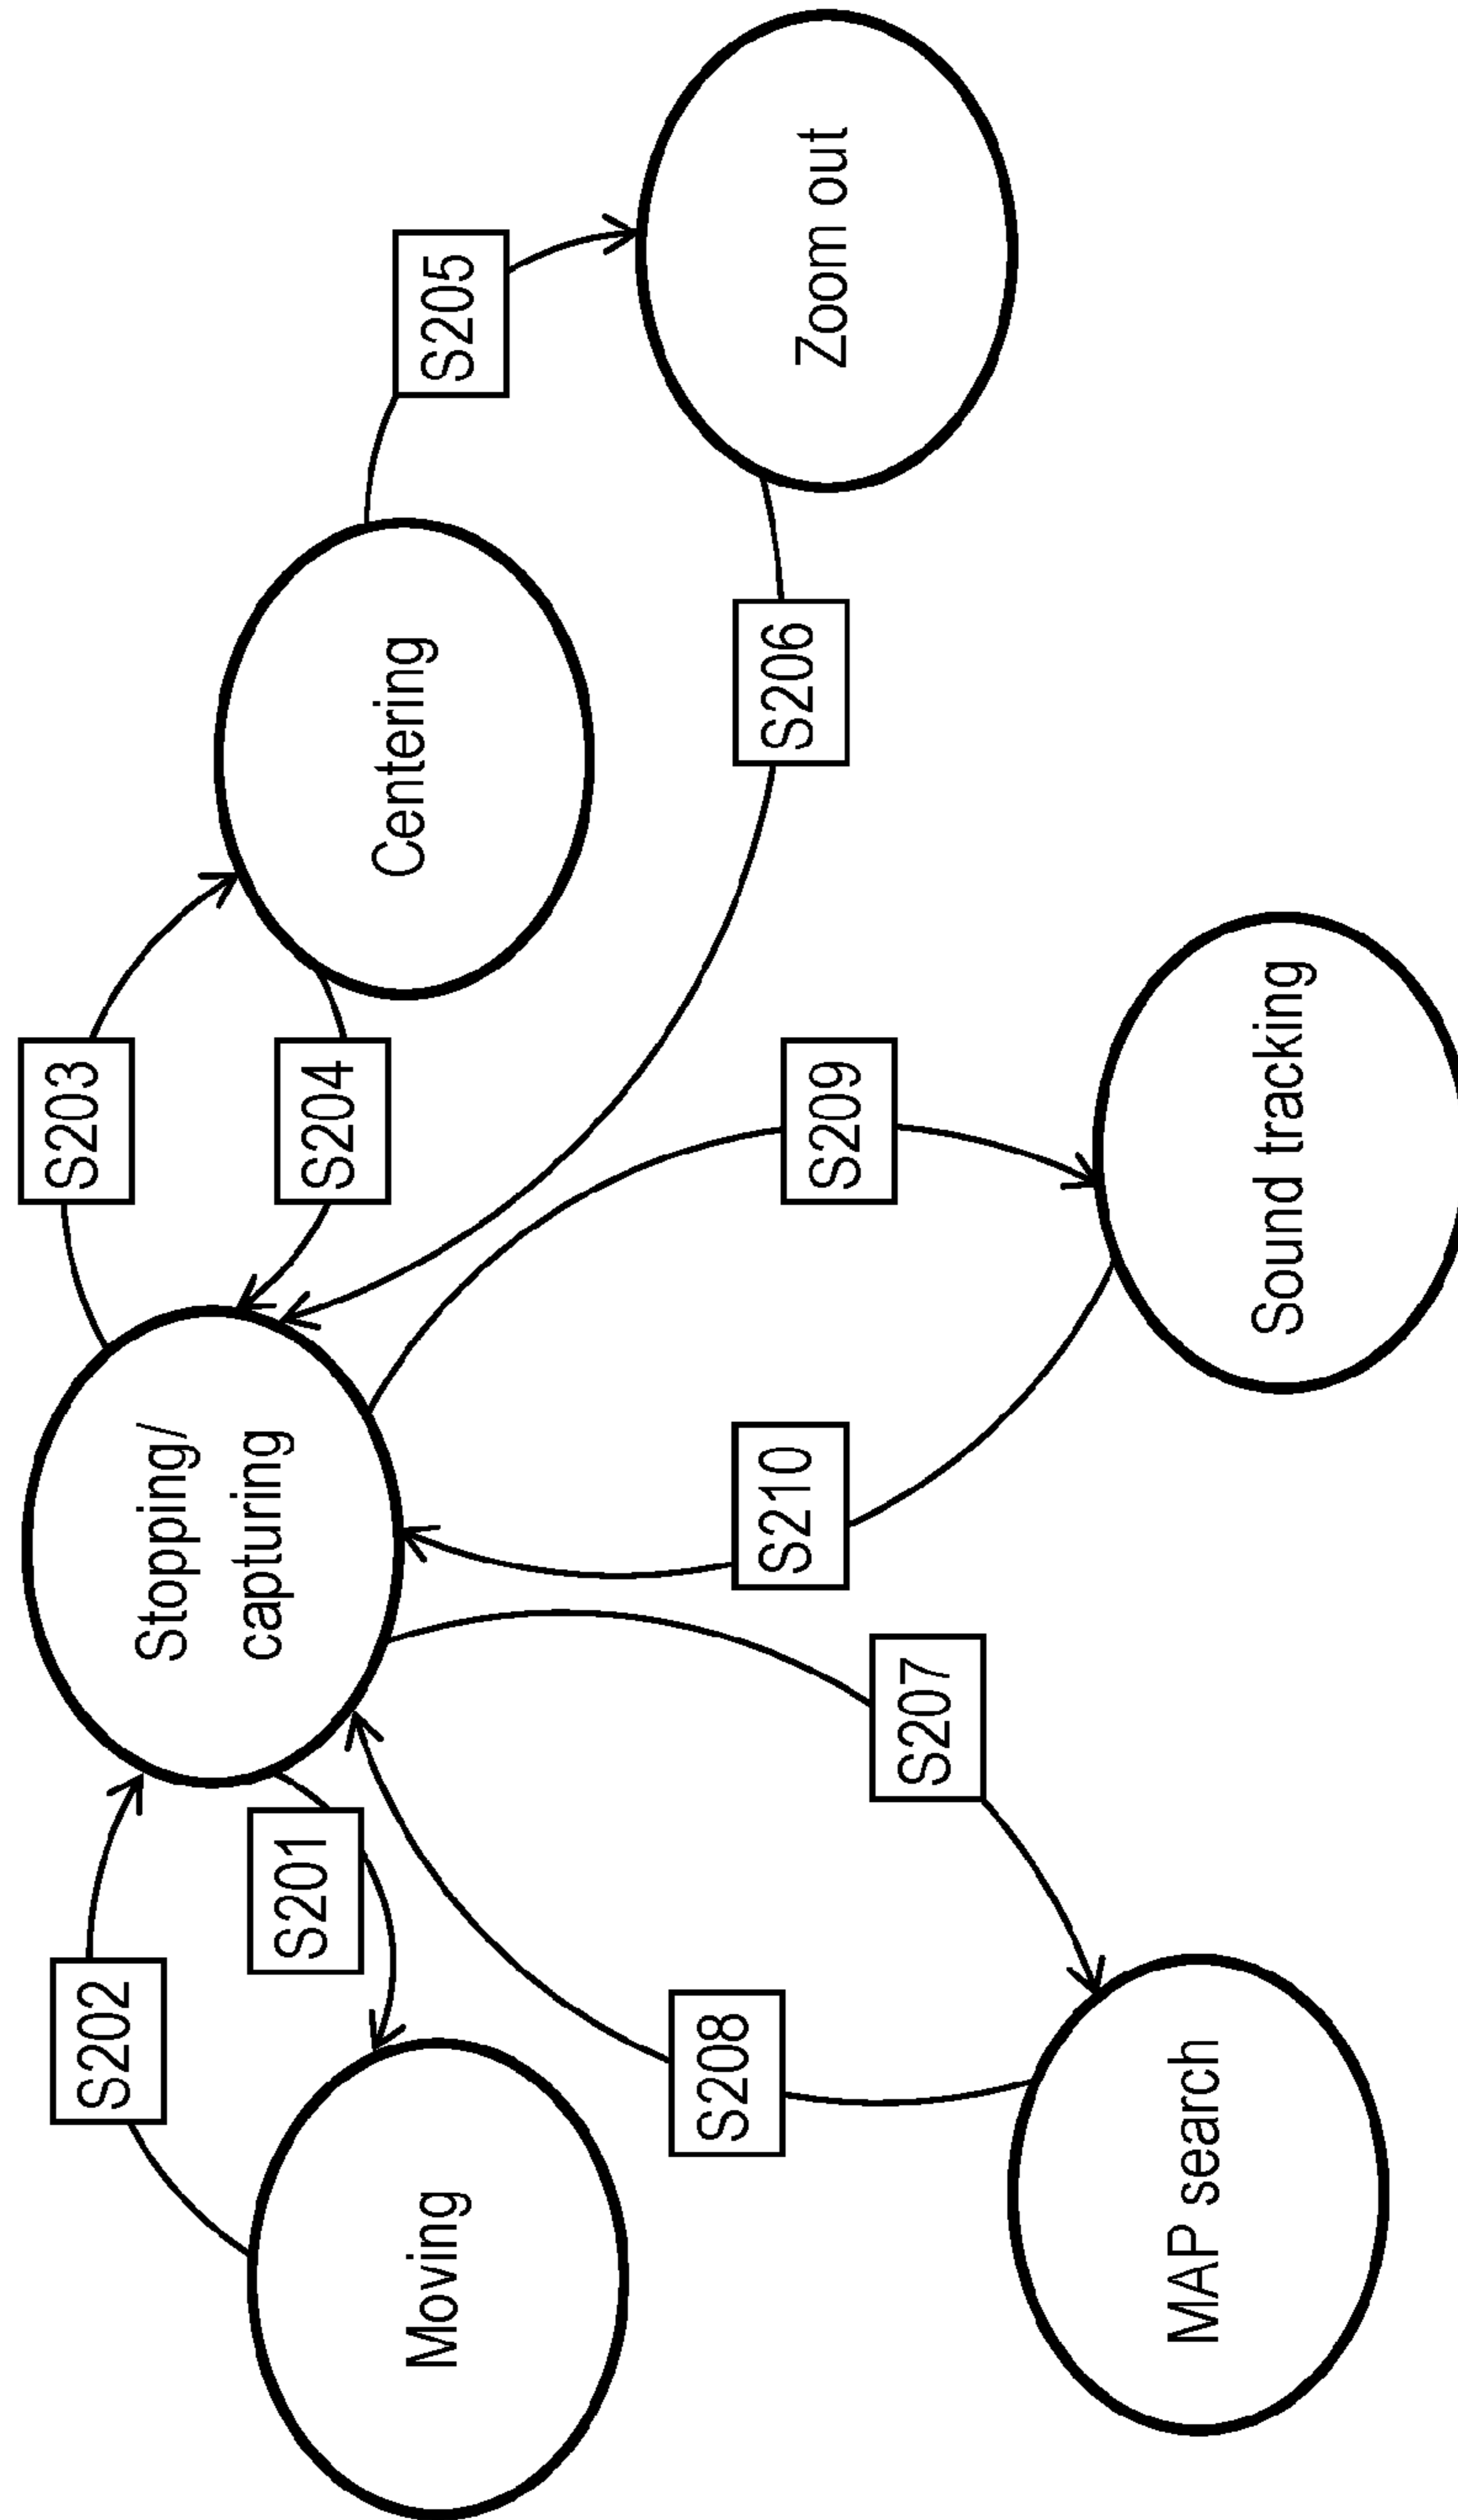 S202
S203
Stopping/
capturing
S201
S204
Moving
Centering
S205
S208
S210
S206
S209
Zoom out
S207
MAP search
Sound tracking